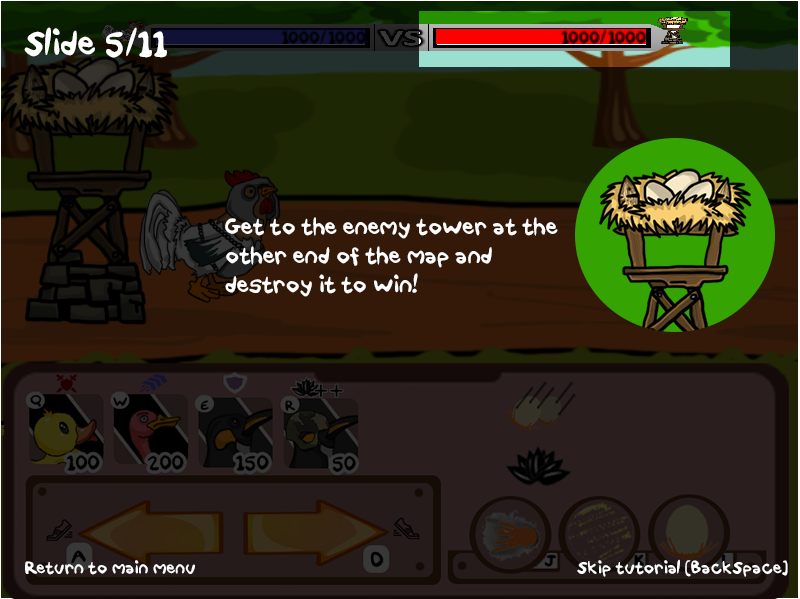 Slide 5/11
1000/1000
VS
1000/1000
Get to the enemy tower at the
other end of the map and
destroy it to win!
Q
W
E
R
++
100
200
150
50
A
D
J
K
Return to main menu
Skip tutorial [BackSpace]